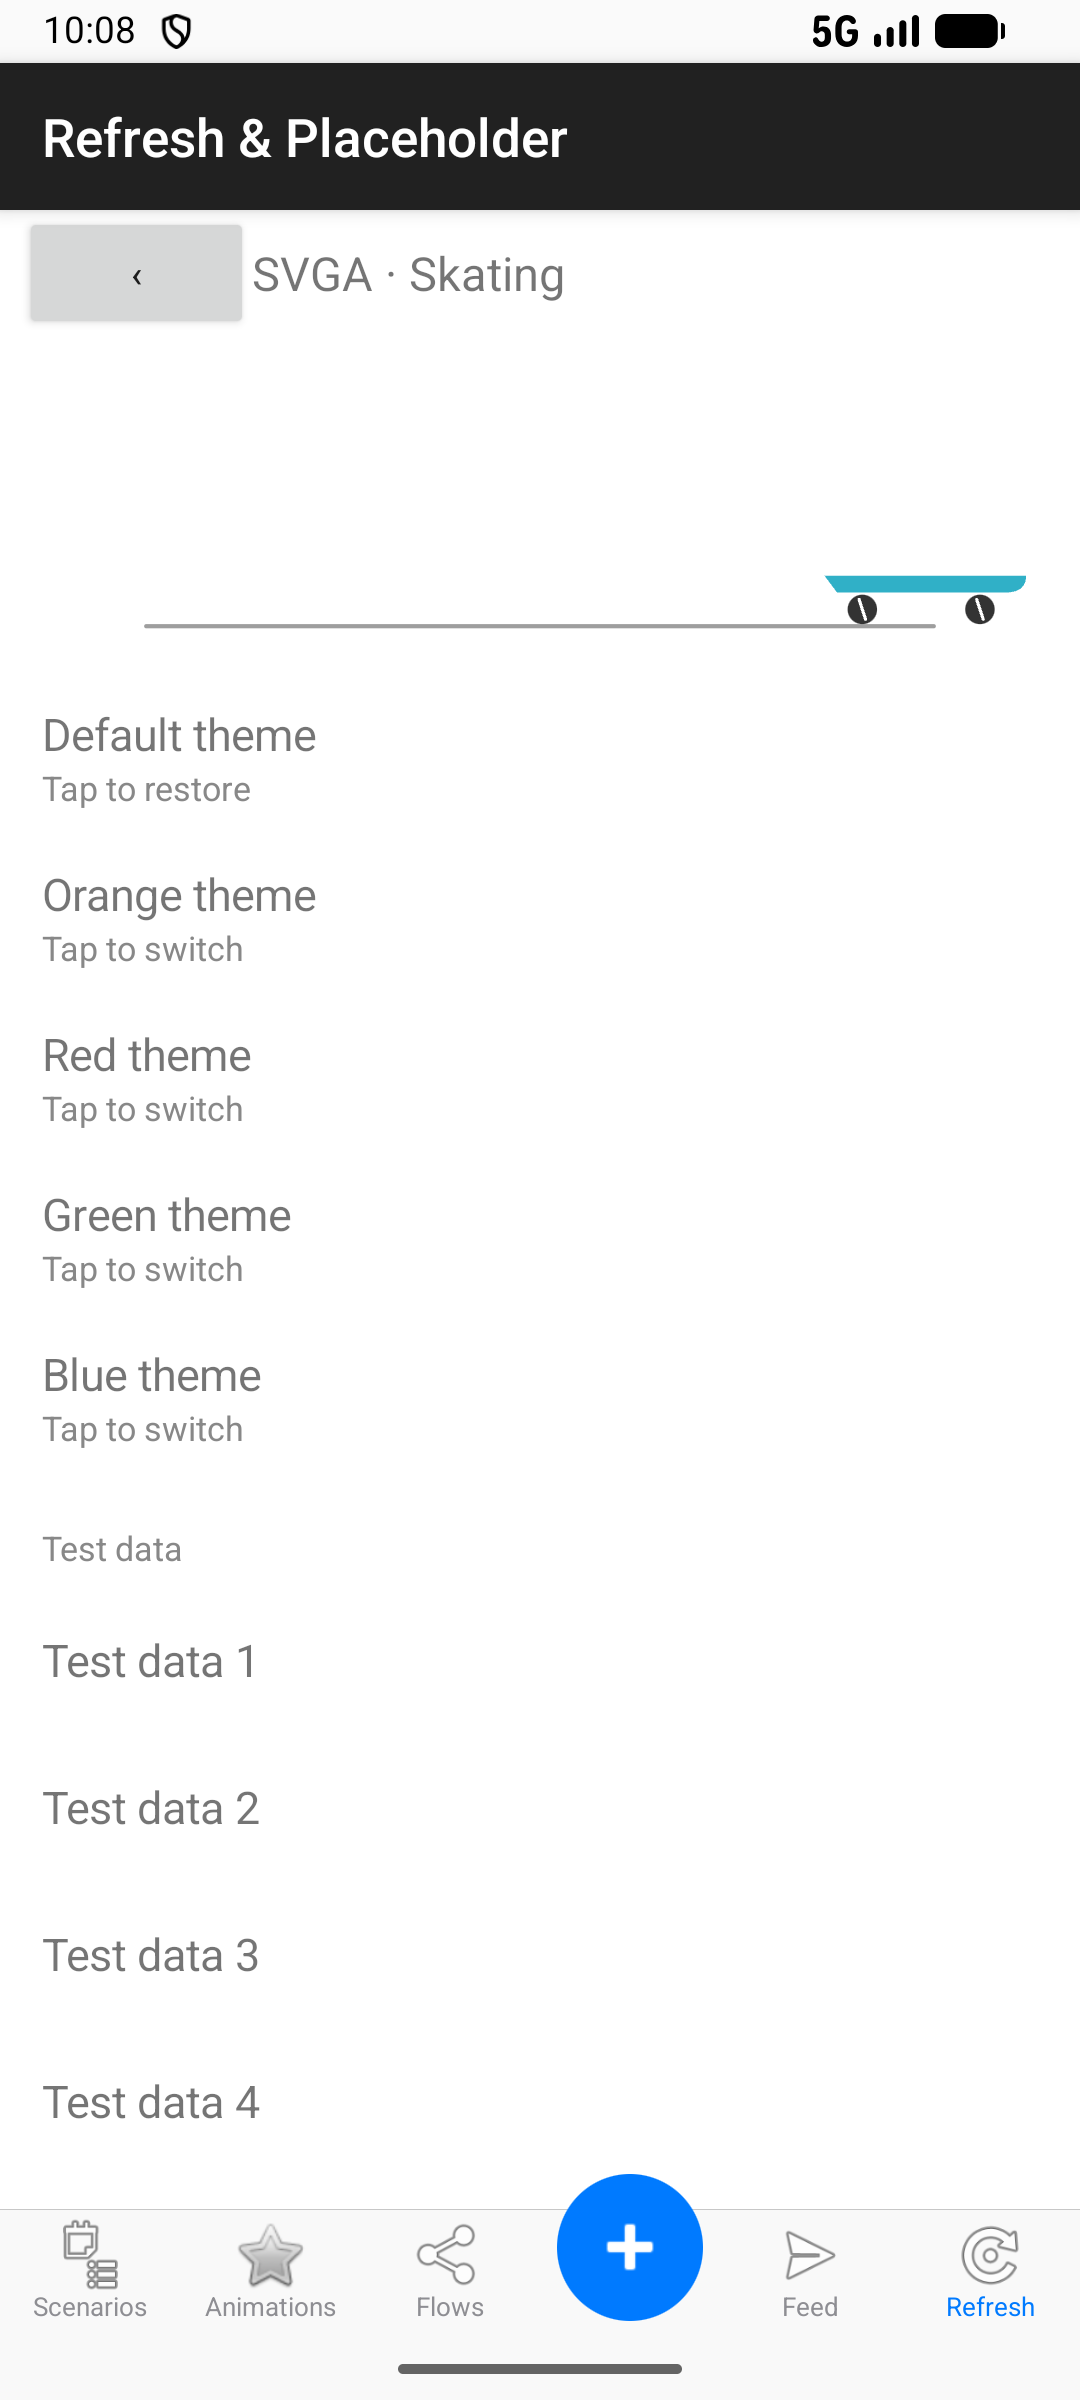 10:08
5G
Refresh & Placeholder
‹
SVGA · Skating
Default theme
Tap to restore
Orange theme
Tap to switch
Red theme
Tap to switch
Green theme
Tap to switch
Blue theme
Tap to switch
Test data
Test data 1
Test data 2
Test data 3
Test data 4
Scenarios
Animations
Flows
Feed
Refresh